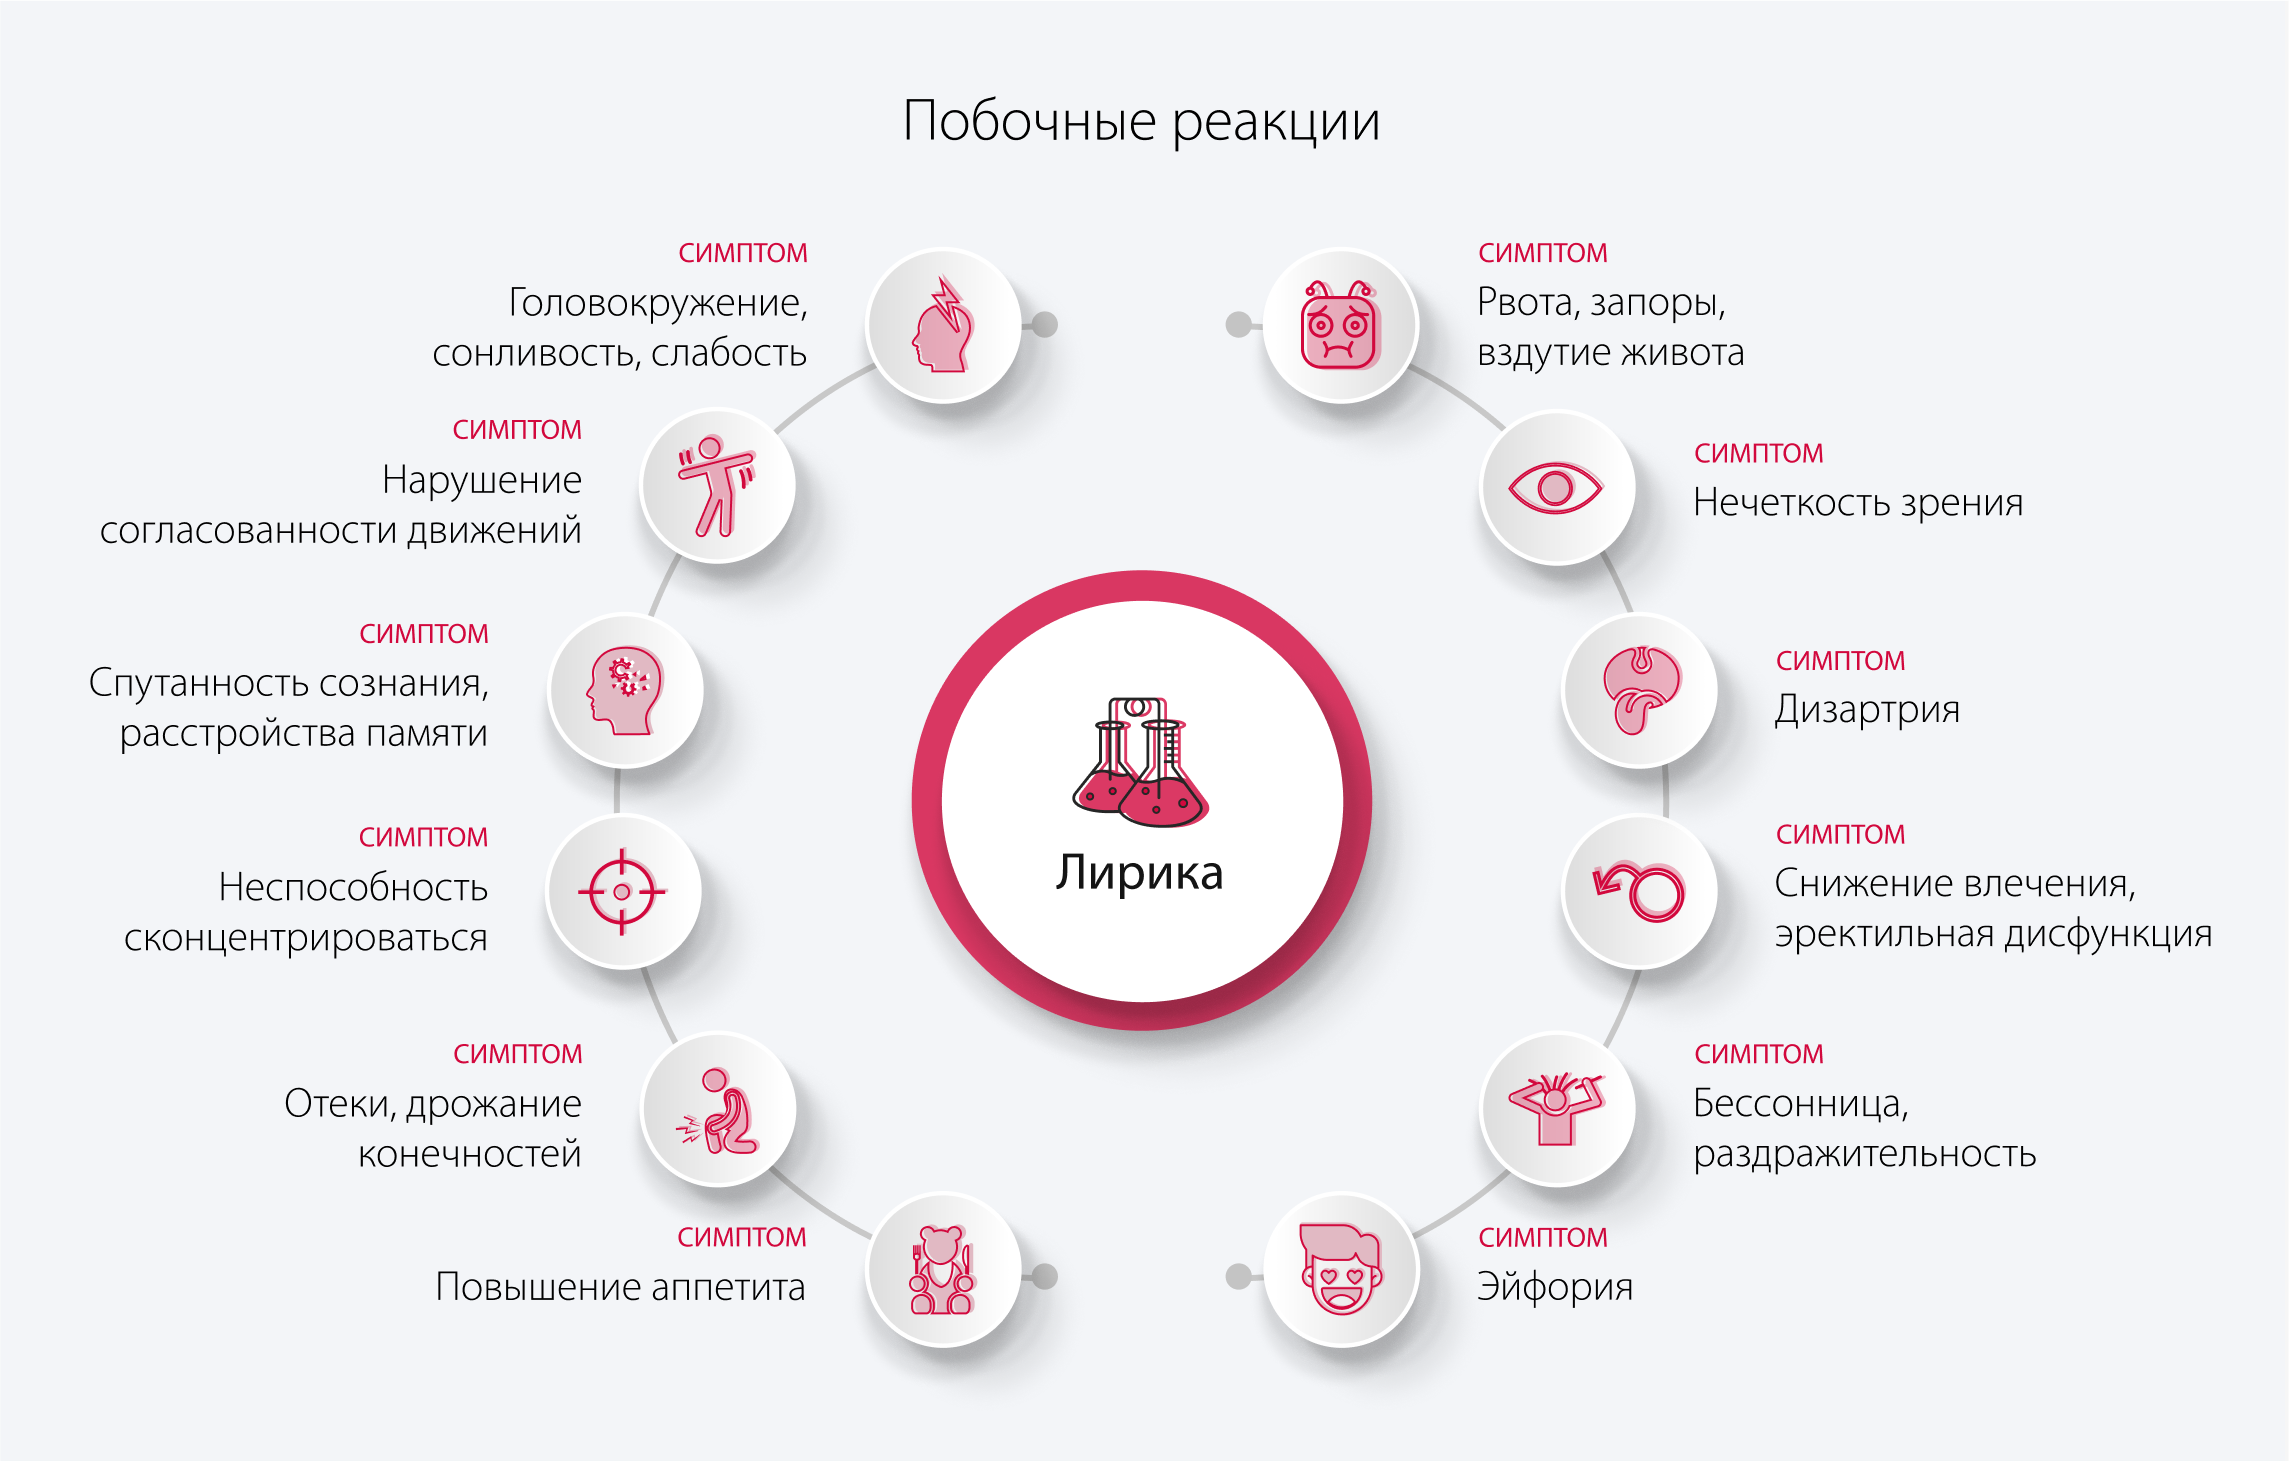 Побочные реакции
СИМПТОМ
Головокружение,
сонливость, слабость
СИМПТОМ
Нарушение
согласованности движений
СИМПТОМ
Спутанность сознания,
расстройства памяти
СИМПТОМ
Неспособность
сконцентрироваться
СИМПТОМ
Отеки, дрожание
конечностей
СИМПТОМ
Повышение аппетита
Лирика
СИМПТОМ
Рвота, запоры,
вздутие живота
СИМПТОМ
Нечеткость зрения
СИМПТОМ
Дизартрия
СИМПТОМ
Снижение влечения,
эректильная дисфункция
СИМПТОМ
Бессонница,
раздражительность
СИМПТОМ
Эйфория